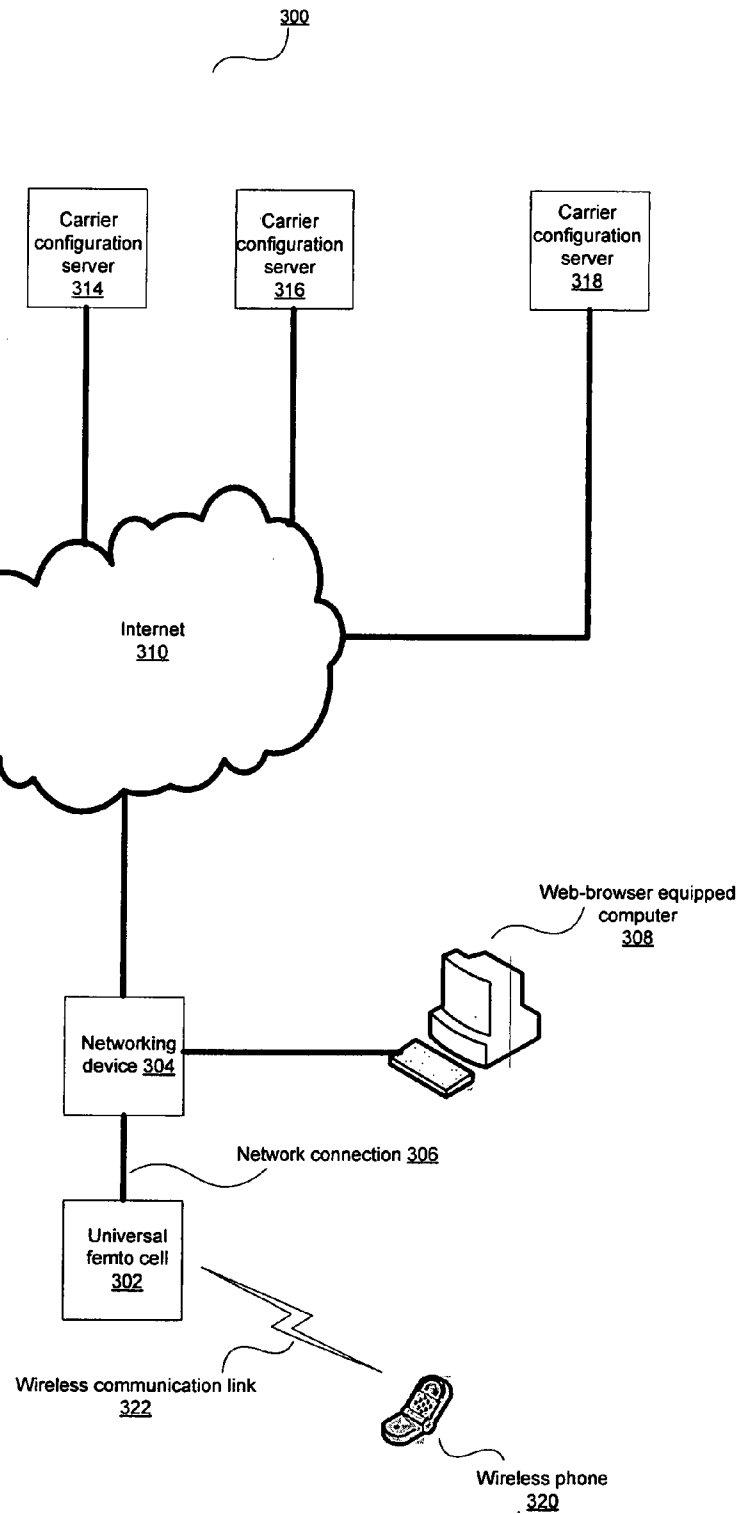 300
Carrier
configuration
server
314
Carrier
configuration
server
316
Carrier
configuration
server
318
Internet
310
Web-browser equipped
computer
308
Networking
device 304
Network connection 306
Universal
femto cell
302
Wireless communication link
322
Wireless phone
320